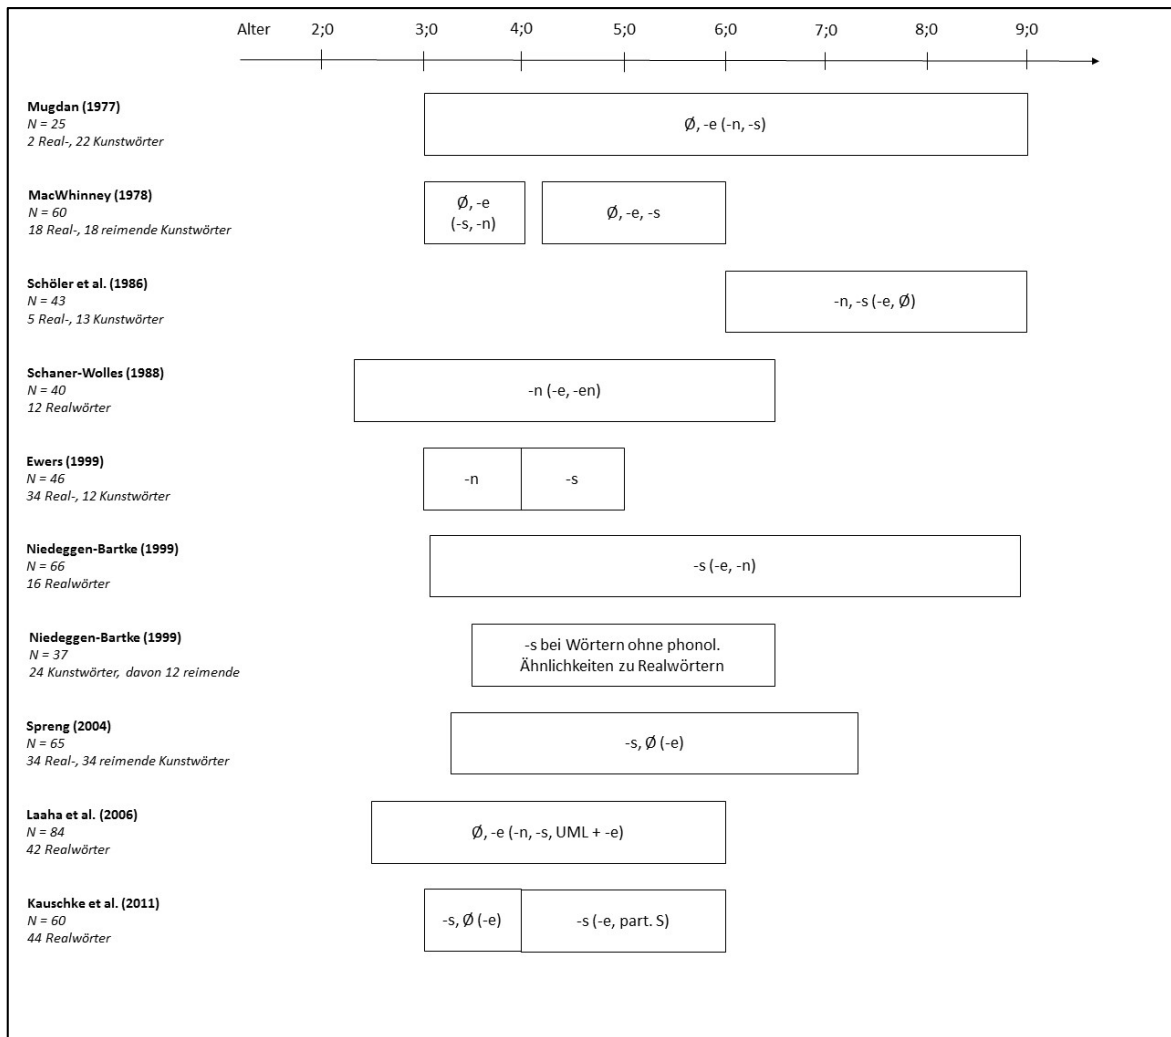 Alter 2;0 3;0 4;0 5;0 6;0 7;0 8;0 9;0
Mugdan (1977)
N = 25
2 Real-, 22 Kunstwörter
Ø, -e (-n, -s)
MacWhinney (1978)
N = 60
18 Real-, 18 reimende Kunstwörter
Ø, -e
(-s, -n)
Ø, -e, -s
Schöler et al. (1986)
N = 43
5 Real-, 13 Kunstwörter
-n, -s (-e, Ø)
Schaner-Wolles (1988)
N = 40
12 Realwörter
-n (-e, -en)
Ewers (1999)
N = 46
34 Real-, 12 Kunstwörter
-n
-s
Niedeggen-Bartke (1999)
N = 66
16 Realwörter
-s (-e, -n)
Niedeggen-Bartke (1999)
N = 37
24 Kunstwörter, davon 12 reimende
-s bei Wörtern ohne phonol.
Ähnlichkeiten zu Realwörtern
Spreng (2004)
N = 65
34 Real-, 34 reimende Kunstwörter
-s, Ø (-e)
Laaha et al. (2006)
N = 84
42 Realwörter
Ø, -e (-n, -s, UML + -e)
Kauschke et al. (2011)
N = 60
44 Realwörter
-s, Ø (-e)
-s (-e, part. S)